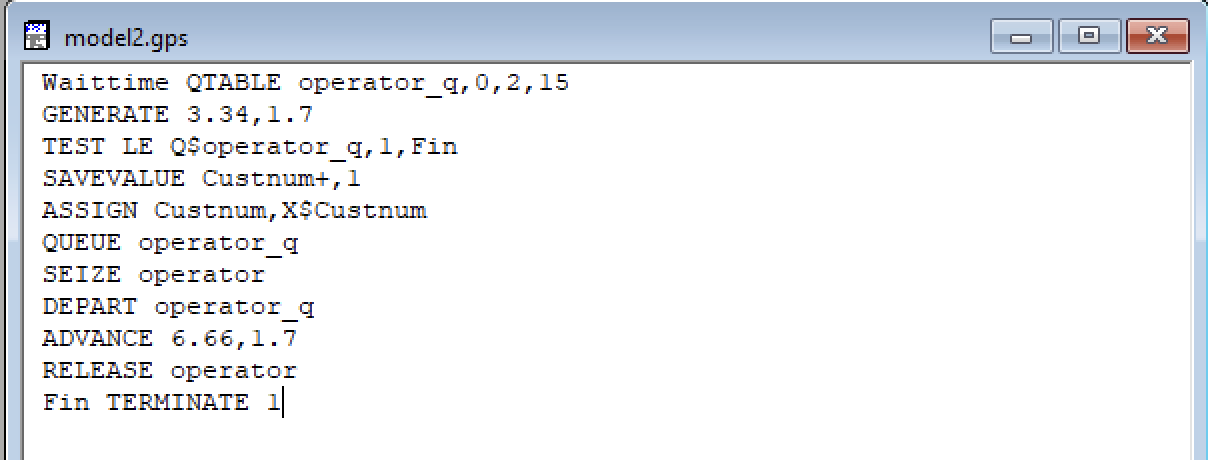 model2.gps
Waittime QTABLE operator_q,0,2,15
GENERATE 3.34,1.7
TEST LE Q$operator_q,1,Fin
SAVEVALUE Custnum+,1
ASSIGN Custnum,X$Custnum
QUEUE operator_q
SEIZE operator
DEPART operator_q
ADVANCE 6.66,1.7
RELEASE operator
Fin TERMINATE 1